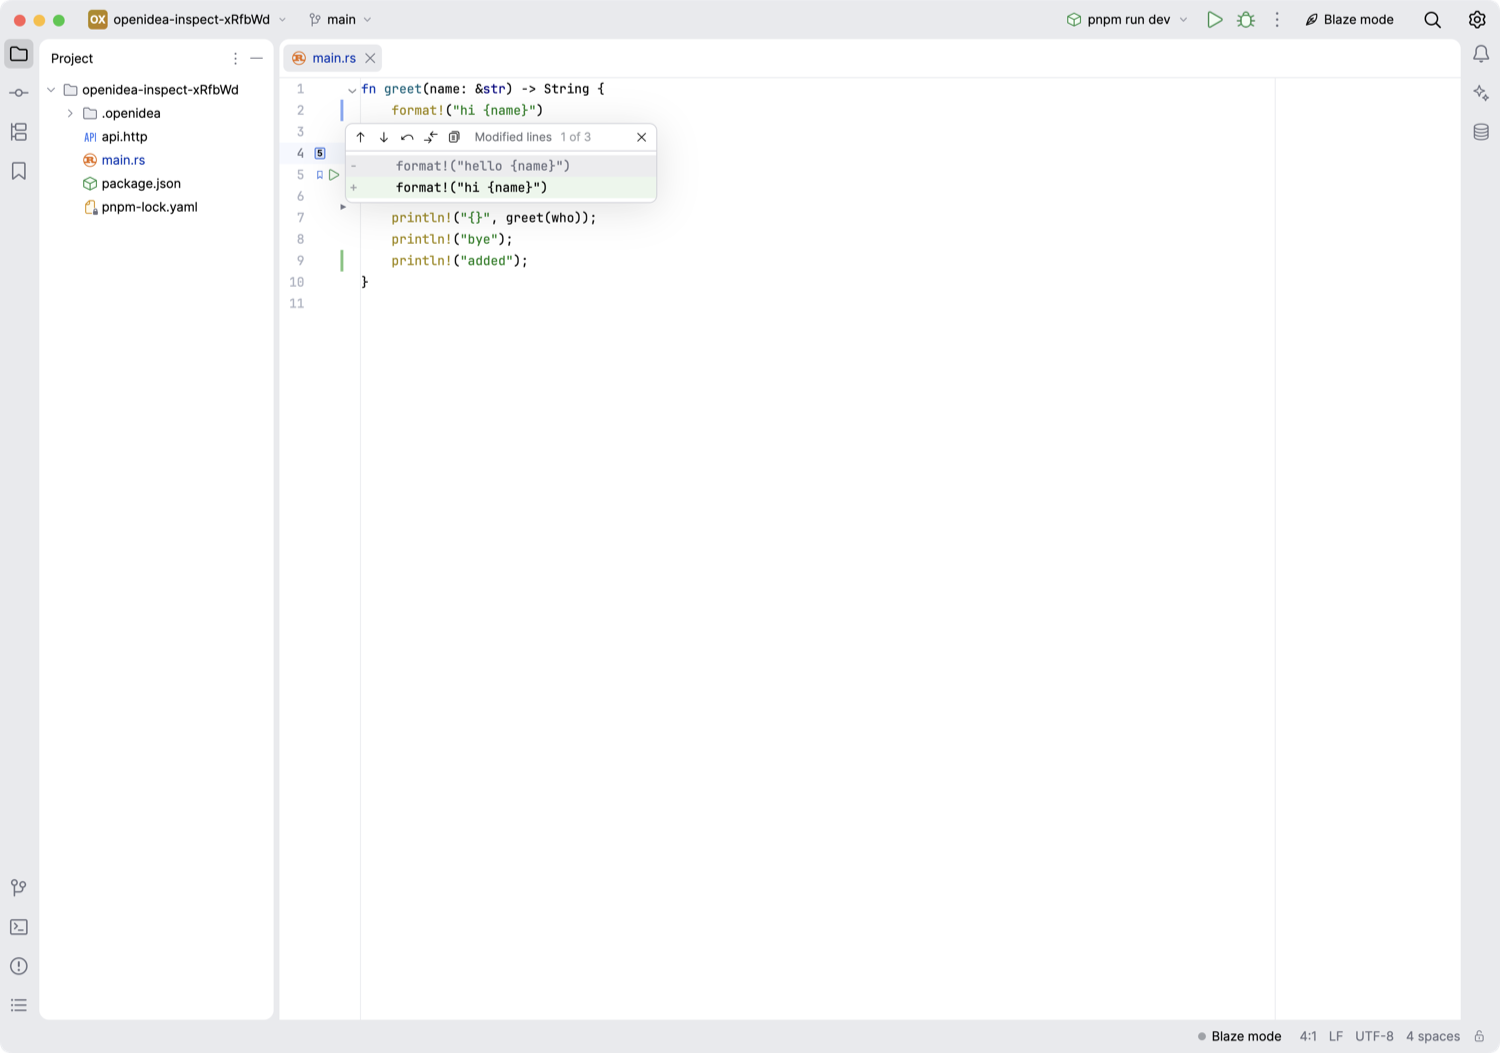 OX openidea-inspect-xRfbWd main pnpm run dev Blaze mode
Project
main.rs
openidea-inspect-xRfbWd
.openidea
API api.http
main.rs
package.json
pnpm-lock.yaml
1 fn greet(name: &str) -> String {
2 format!("hi {name}")
3
Modified lines 1 of 3
4 5
- format!("hello {name}")
5
+ format!("hi {name}")
6
7 println!("{}", greet(who));
8 println!("bye");
9 println!("added");
10 }
11
Blaze mode 4:1 LF UTF-8 4 spaces